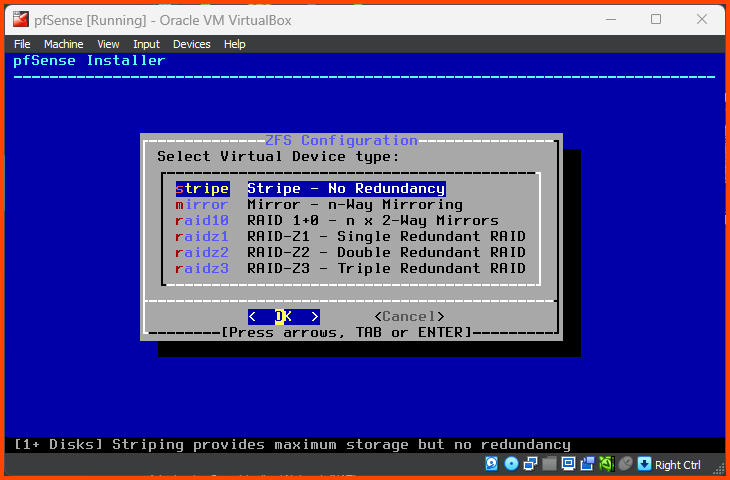 pfSense [Running] - Oracle VM VirtualBox
File Machine View Input Devices Help
pfSense Installer
ZFS Configuration
Select Virtual Device type:
stripe Stripe - No Redundancy
mirror Mirror - n-Way Mirroring
raid10 RAID 1+0 - n x 2-Way Mirrors
raidz1 RAID-Z1 - Single Redundant RAID
raidz2 RAID-Z2 - Double Redundant RAID
raidz3 RAID-Z3 - Triple Redundant RAID
< OK > <Cancel>
[Press arrows, TAB or ENTER]
[1+ Disks] Striping provides maximum storage but no redundancy
Right Ctrl